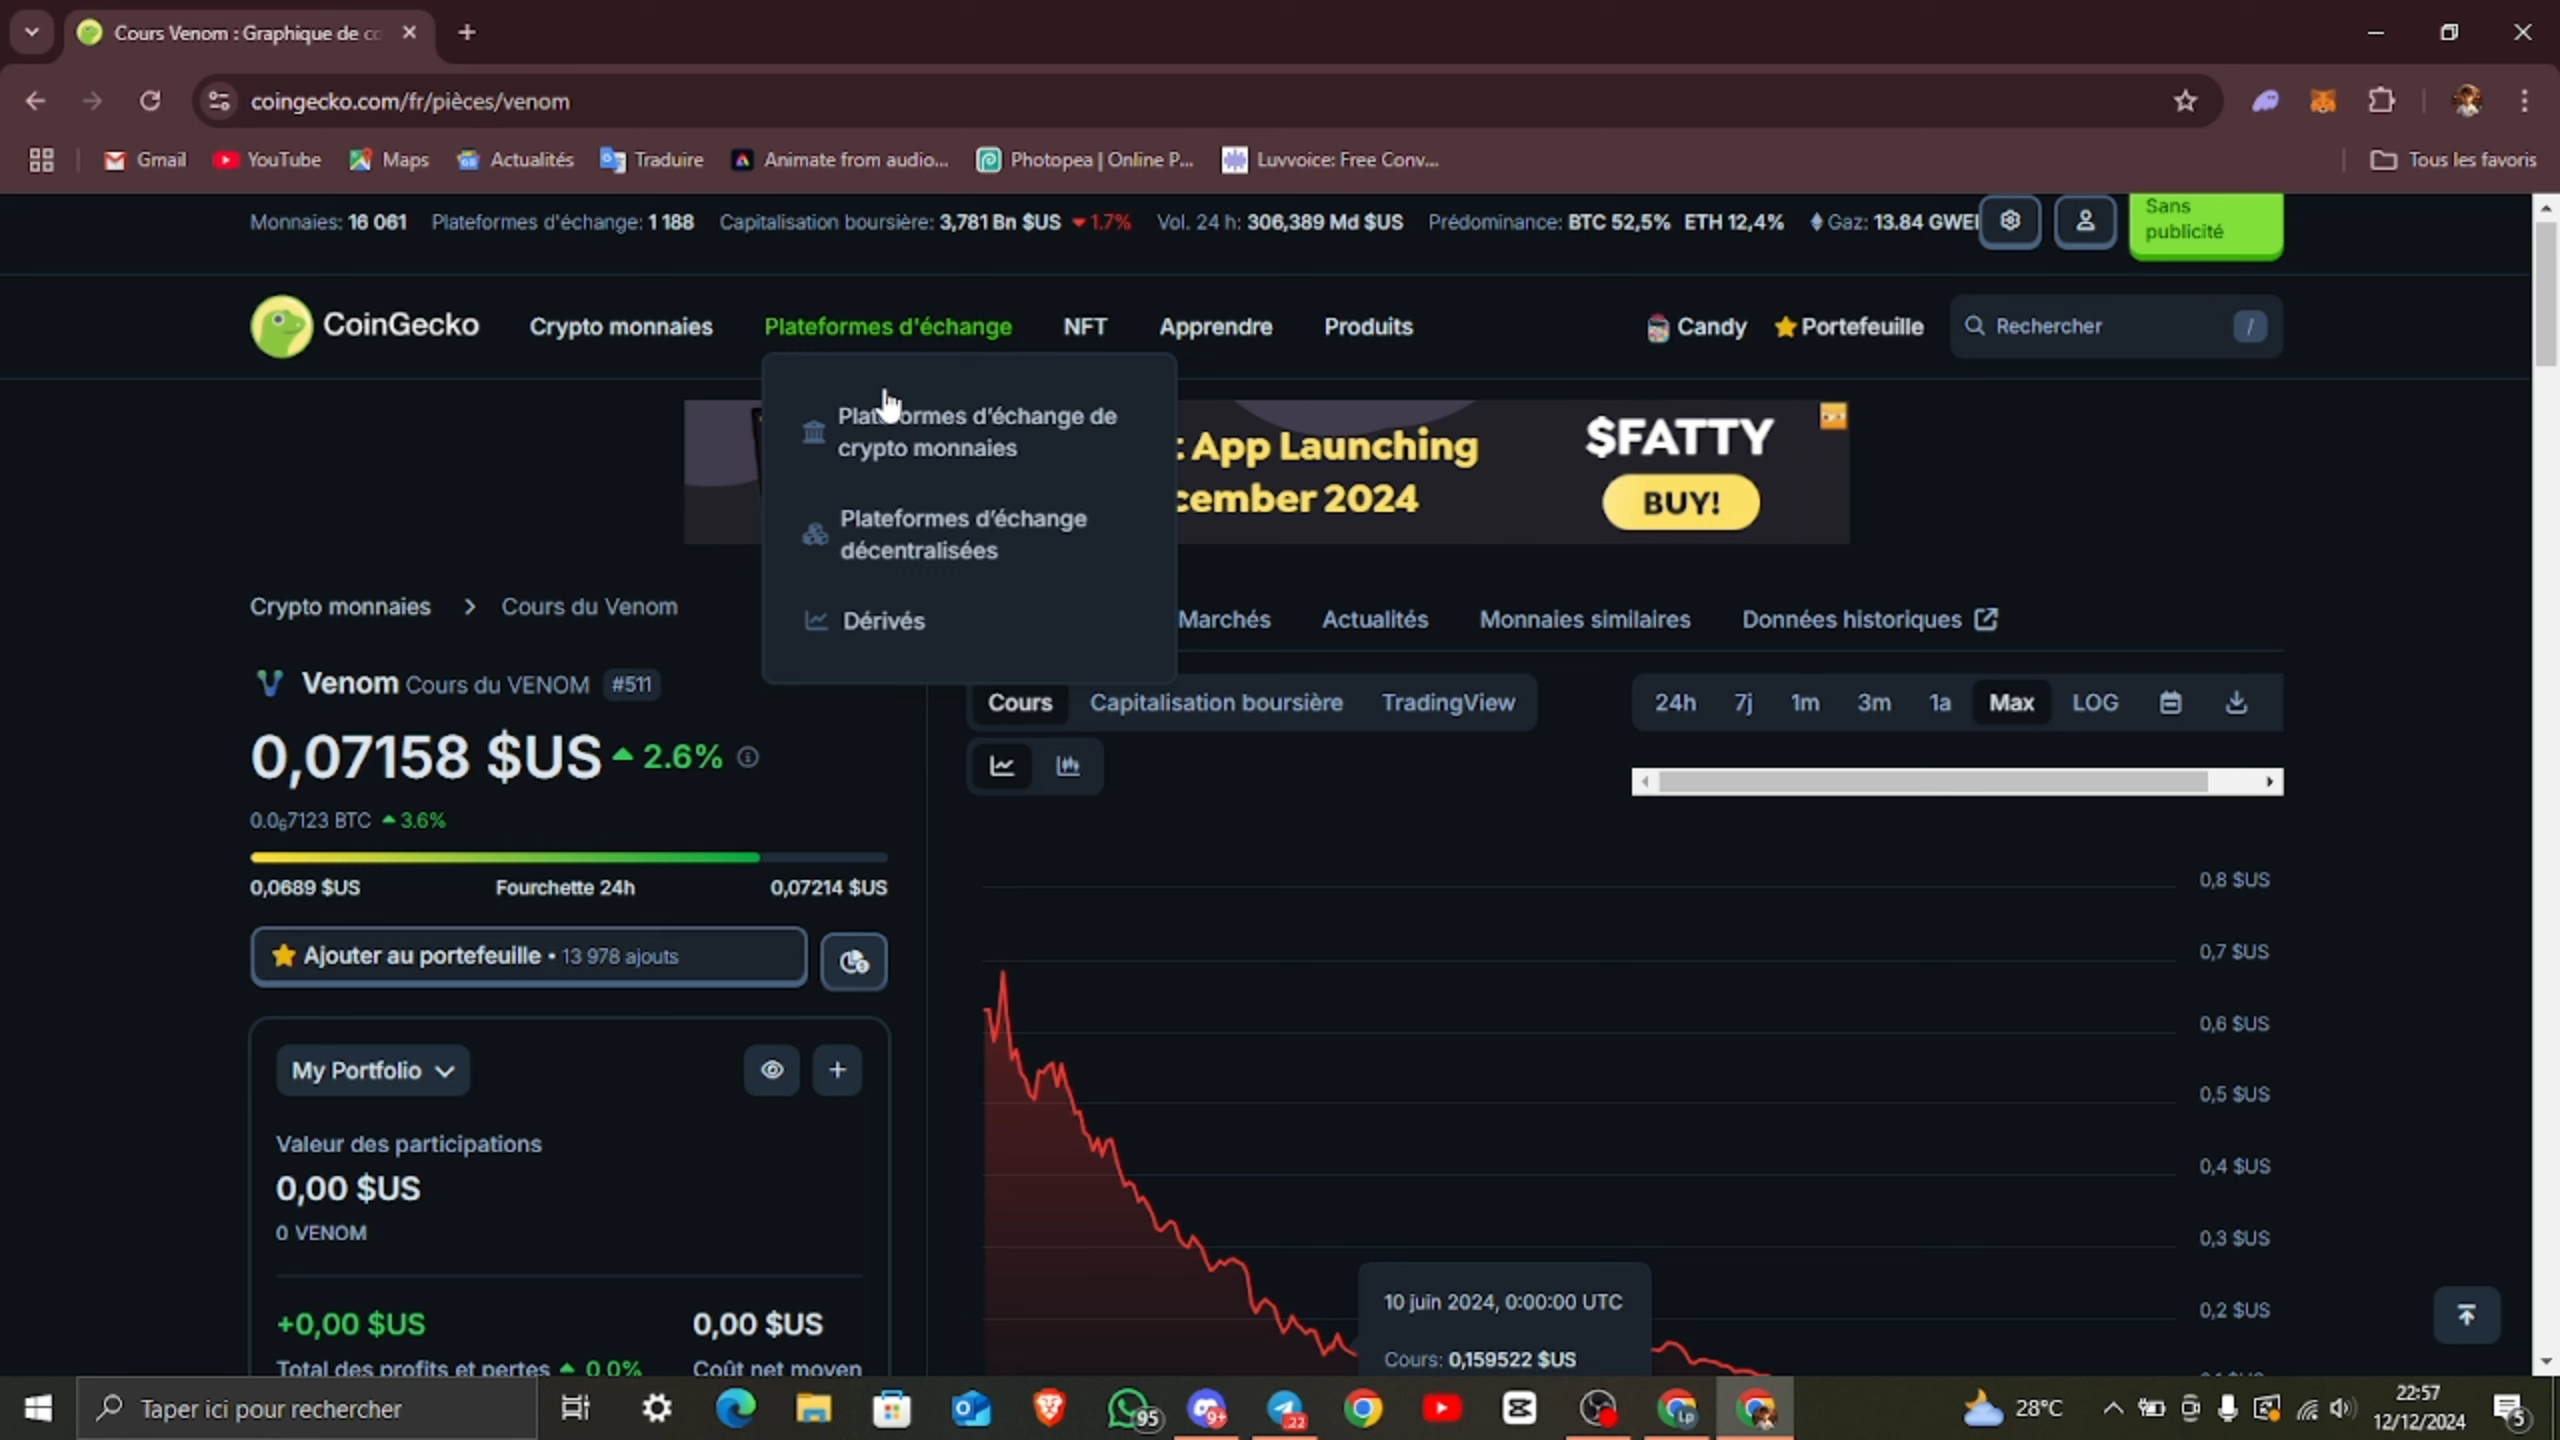 Cours Venom : Graphique de co
coingecko.com/fr/pièces/venom
Gmail YouTube Maps Actualités Traduire Animate from audio... Photopea | Online P... Luvvoice: Free Conv... Tous les favoris
Monnaies: 16 061 Plateformes d'échange: 1 188 Capitalisation boursière: 3,781 Bn $US 1.7% Vol. 24 h: 306,389 Md $US Prédominance: BTC 52,5% ETH 12,4% Gaz: 13.84 GWEI
Sans
publicité
CoinGecko Crypto monnaies Plateformes d'échange NFT Apprendre Produits Candy Portefeuille Rechercher /
Plateformes d'échange de
crypto monnaies
Plateformes d'échange
décentralisées
Dérivés
App Launching
cember 2024
$FATTY
BUY!
Crypto monnaies > Cours du Venom
Marchés Actualités Monnaies similaires Données historiques
Venom Cours du VENOM #511
0,07158 $US 2.6%
0.0₆7123 BTC 3.6%
0,0689 $US Fourchette 24h 0,07214 $US
Ajouter au portefeuille • 13 978 ajouts
My Portfolio
Valeur des participations
0,00 $US
0 VENOM
+0,00 $US 0,00 $US
Total des profits et pertes 0,0% Coût net moyen
Cours Capitalisation boursière TradingView
24h 7j 1m 3m 1a Max LOG
0,8 $US
0,7 $US
0,6 $US
0,5 $US
0,4 $US
0,3 $US
0,2 $US
10 juin 2024, 0:00:00 UTC
Cours: 0,159522 $US
Taper ici pour rechercher
95
9+
22
Lp
28°C
22:57
12/12/2024
5